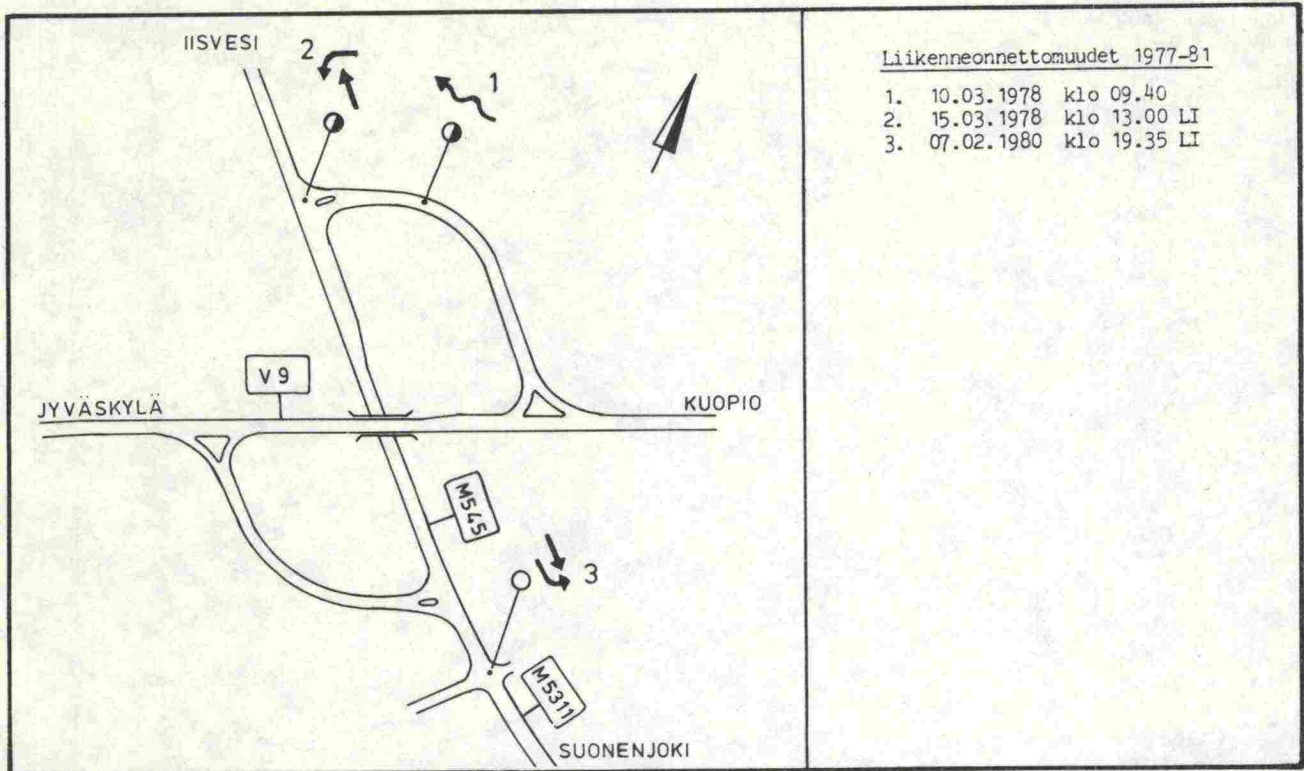 IISVESI
2
1
V 9
JYVÄSKYLÄ
KUOPIO
M545
3
M5311
SUONENJOKI
Liikenneonnettomuudet 1977-81
1. 10.03.1978 klo 09.40
2. 15.03.1978 klo 13.00 LI
3. 07.02.1980 klo 19.35 LI